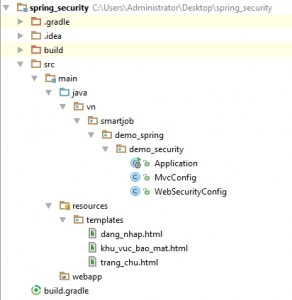 spring_security C:\Users\Administrator\Desktop\spring_security
.gradle
.idea
build
src
main
java
vn
smartjob
demo_spring
demo_security
Application
MvcConfig
WebSecurityConfig
resources
templates
dang_nhap.html
khu_vuc_bao_mat.html
trang_chu.html
webapp
build.gradle